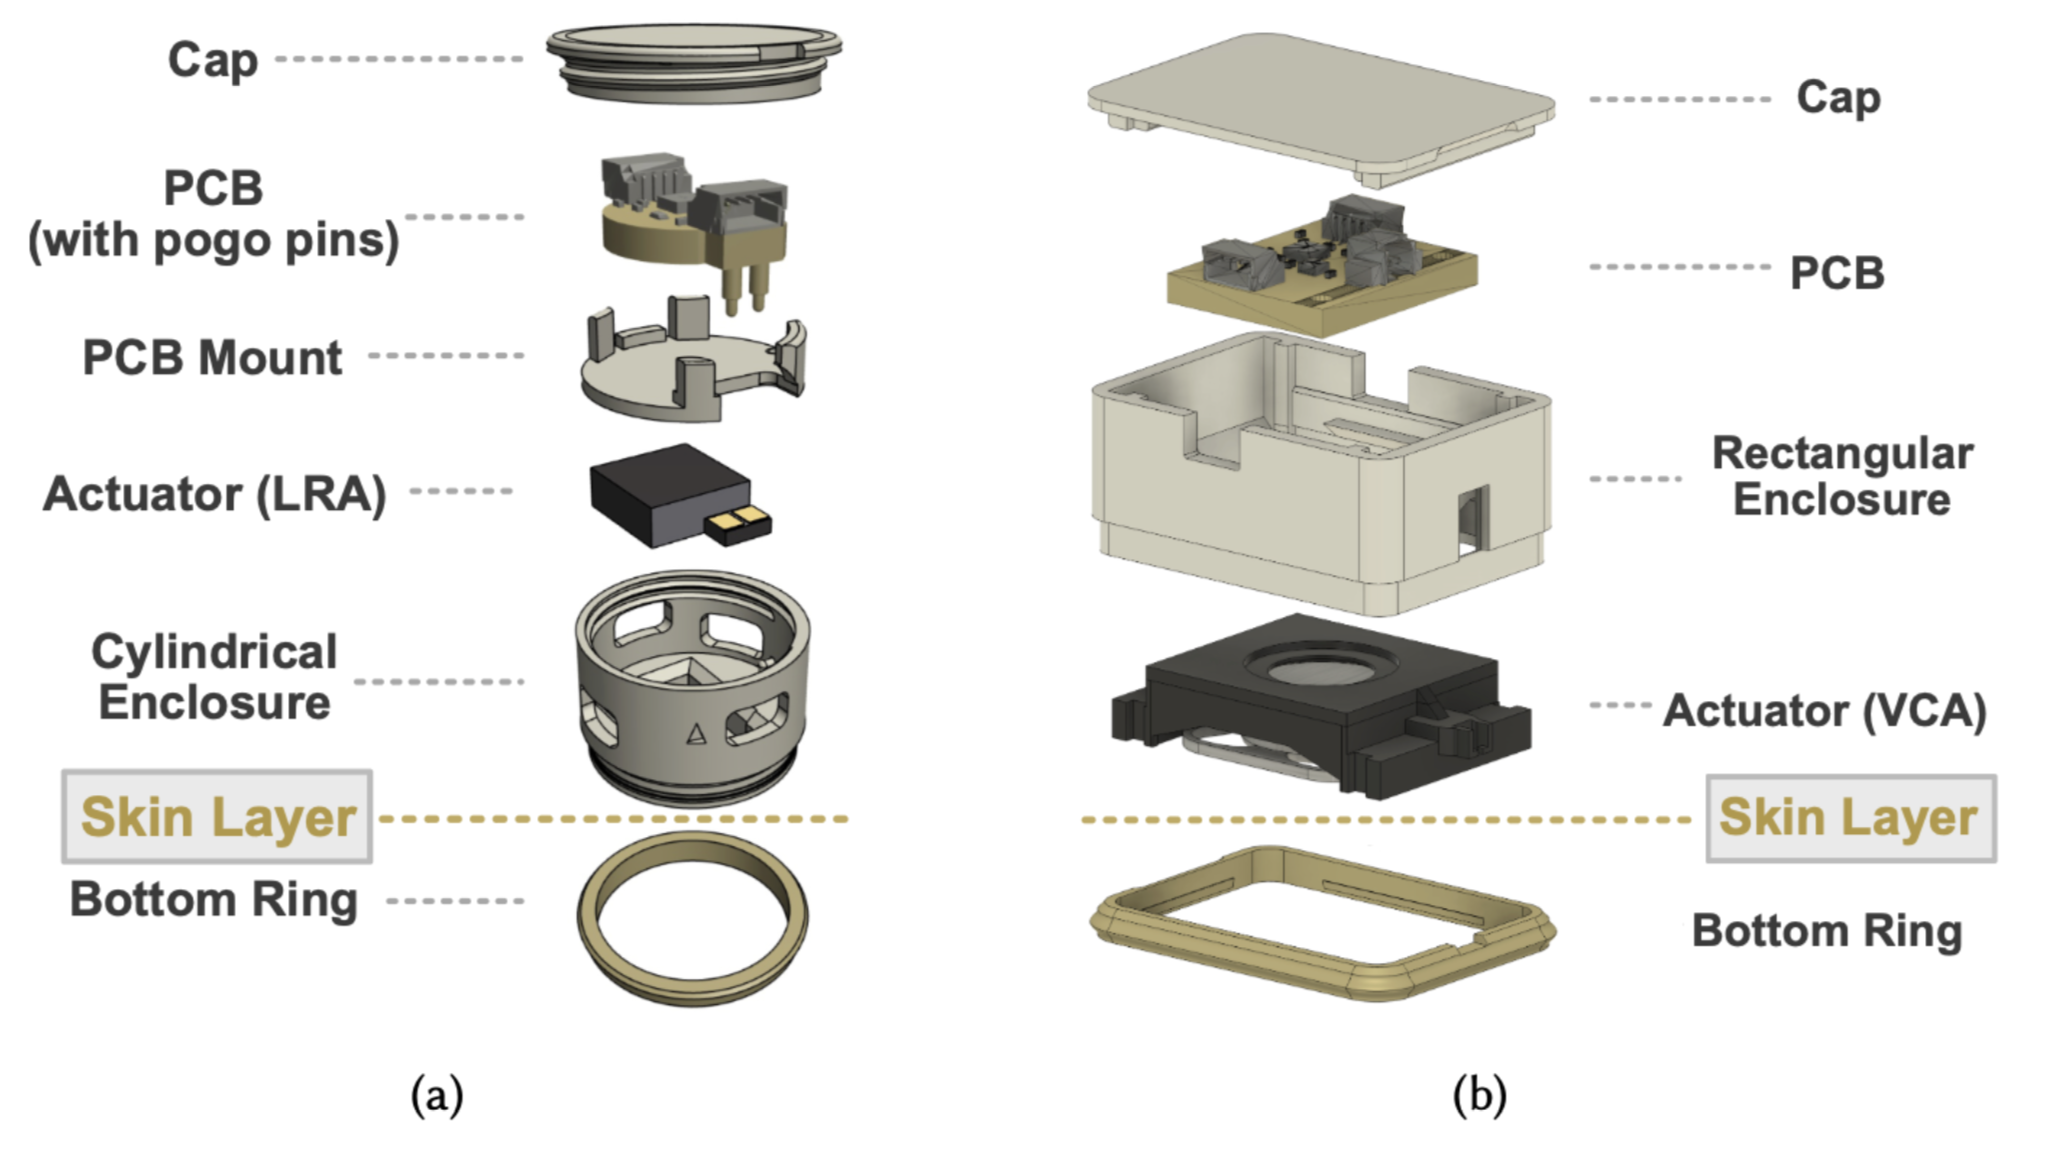 Cap
PCB
(with pogo pins)
PCB Mount
Actuator (LRA)
Cylindrical
Enclosure
Skin Layer
Bottom Ring
(a)
Cap
PCB
Rectangular
Enclosure
Actuator (VCA)
Skin Layer
Bottom Ring
(b)